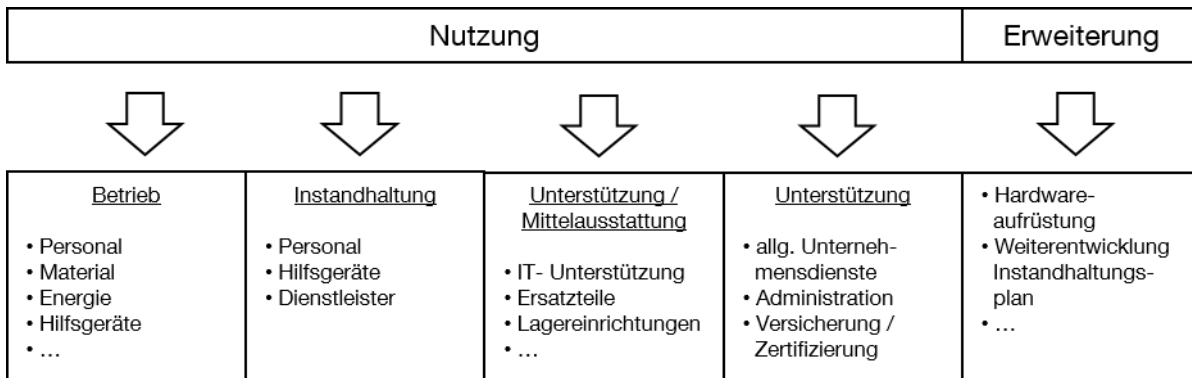 Nutzung
Erweiterung
Betrieb
• Personal
• Material
• Energie
• Hilfsgeräte
• ...
Instandhaltung
• Personal
• Hilfsgeräte
• Dienstleister
Unterstützung /
Mittelausstattung
• IT- Unterstützung
• Ersatzteile
• Lagereinrichtungen
• ...
Unterstützung
• allg. Unterneh-
mensdienste
• Administration
• Versicherung /
Zertifizierung
• Hardware-
aufrüstung
• Weiterentwicklung
Instandhaltungs-
plan
• ...